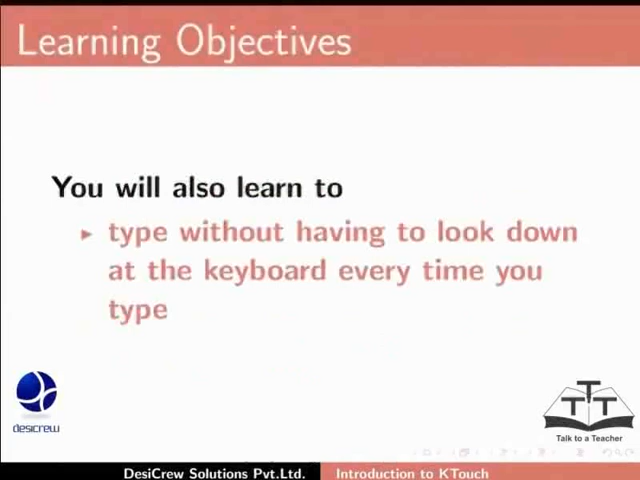 Learning Objectives
You will also learn to
type without having to look down
at the keyboard every time you
type
desicrew
TTT
Talk to a Teacher
DesiCrew Solutions Pvt.Ltd.
Introduction to KTouch